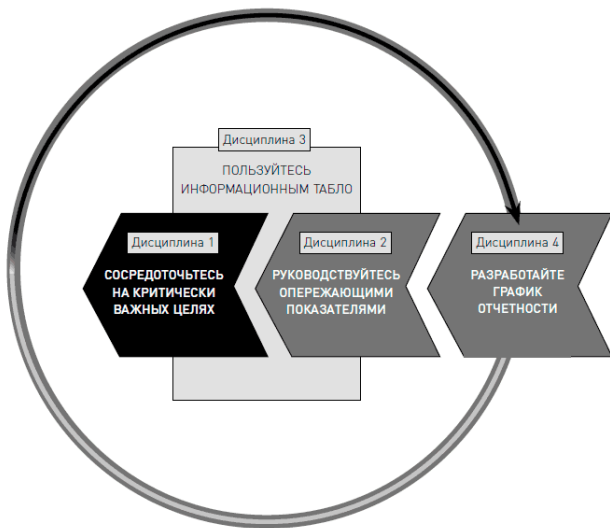 Дисциплина 3
ПОЛЬЗУЙТЕСЬ
ИНФОРМАЦИОННЫМ ТАБЛО
Дисциплина 1
СОСРЕДОТОЧЬТЕСЬ
НА КРИТИЧЕСКИ
ВАЖНЫХ ЦЕЛЯХ
Дисциплина 2
РУКОВОДСТВУЙТЕСЬ
ОПЕРЕЖАЮЩИМИ
ПОКАЗАТЕЛЯМИ
Дисциплина 4
РАЗРАБОТАЙТЕ
ГРАФИК
ОТЧЕТНОСТИ